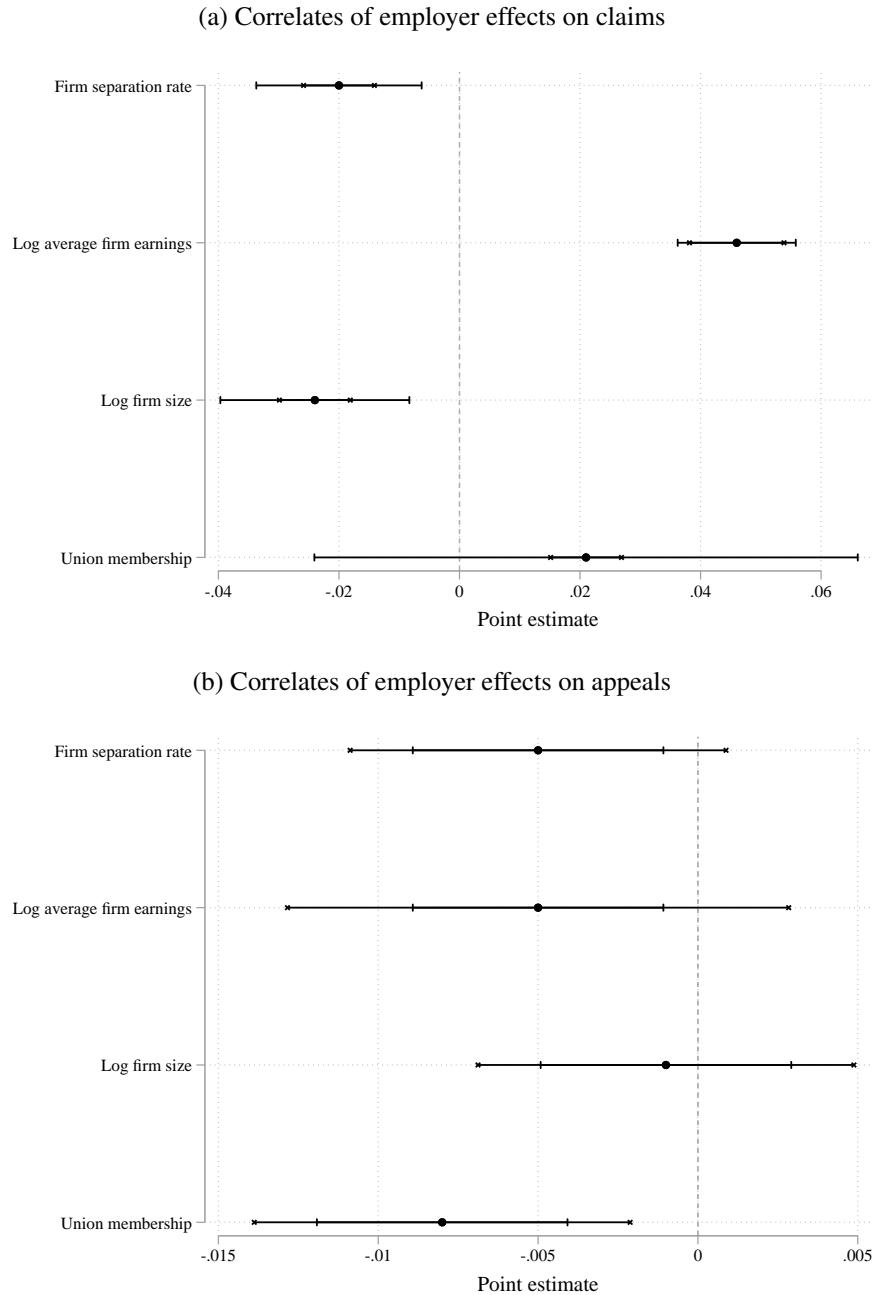 (a) Correlates of employer effects on claims
Firm separation rate
Log average firm earnings
Log firm size
Union membership
-.04 -.02 0 .02 .04 .06
Point estimate
(b) Correlates of employer effects on appeals
Firm separation rate
Log average firm earnings
Log firm size
Union membership
-.015 -.01 -.005 0 .005
Point estimate